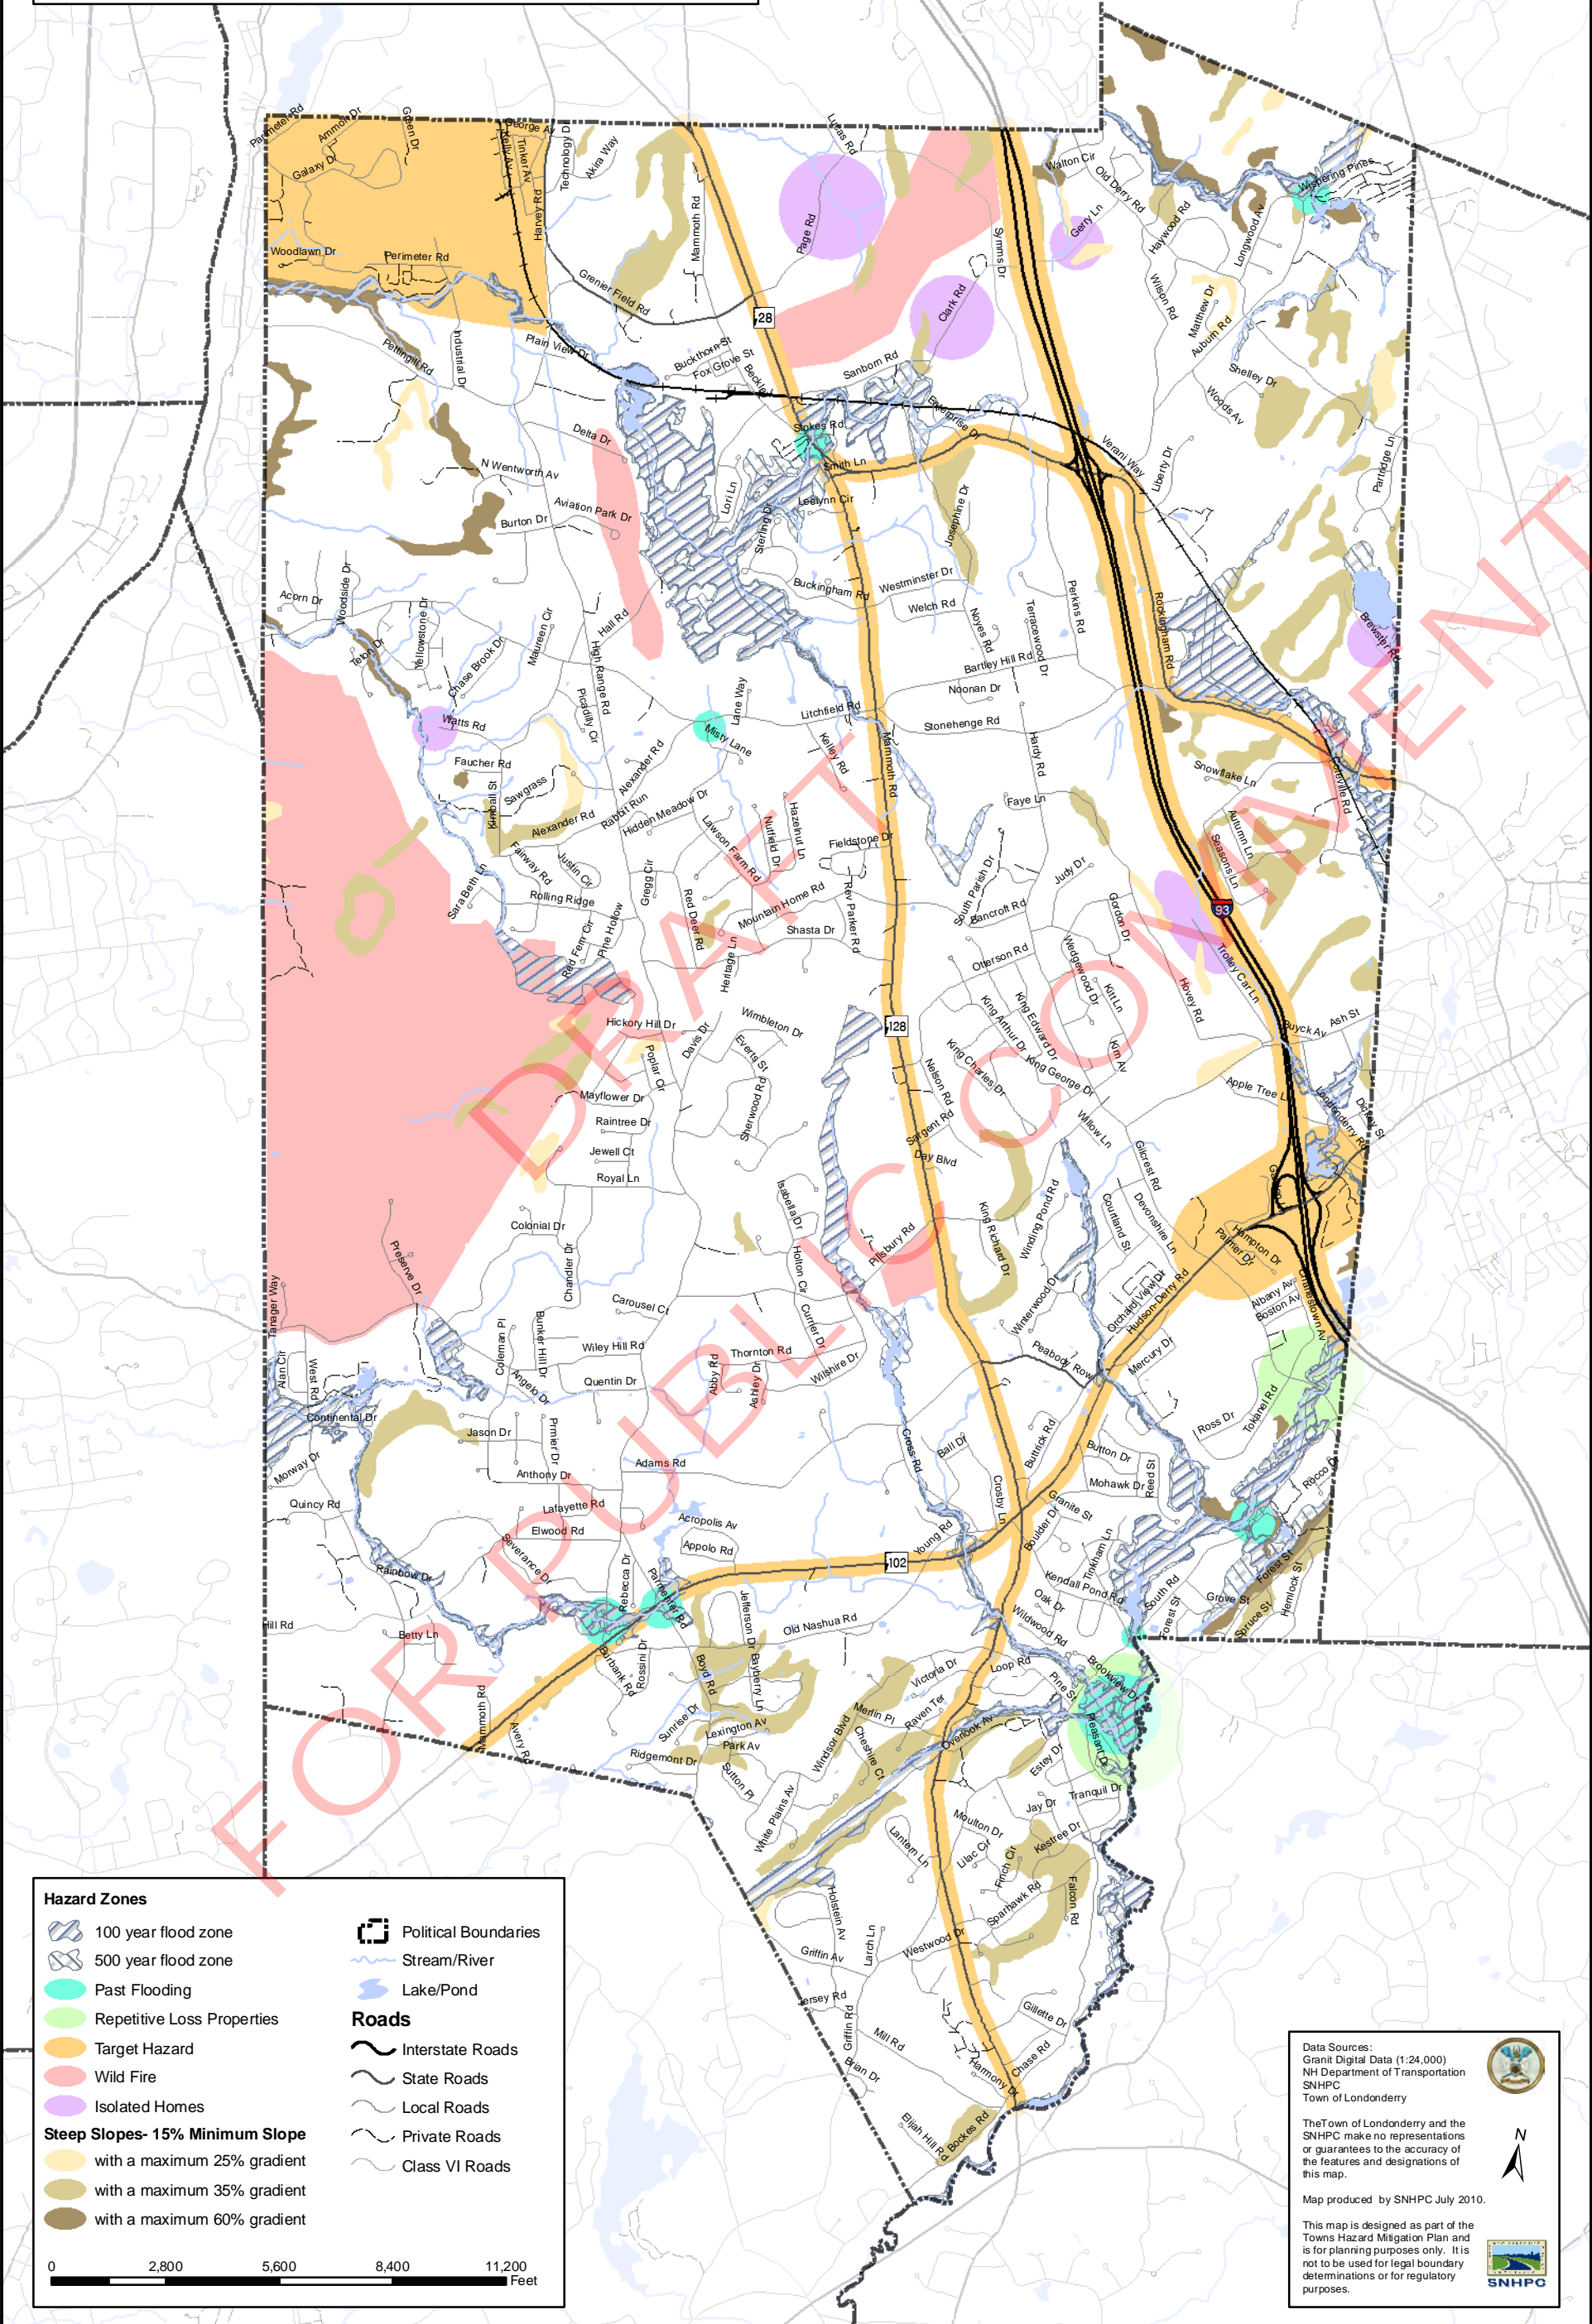 Perimeter Rd
Ammon Dr
Green Dr
Galaxy Dr
George Av
Kelly Av
Tinker Av
Technology Dr
Akira Way
Harvey Rd
Woodlawn Dr
Perimeter Rd
Mammoth Rd
Lucas Rd
Page Rd
Walton Cir
Old Derry Rd
Gerry Ln
Haywood Rd
Longwood Av
Wispering Pines
Symms Dr
Clark Rd
Wilson Rd
Matthew Dr
Auburn Rd
Grenier Field Rd
28
Pettingill Rd
Industrial Dr
Plain View Dr
Buckthorn St
Fox Grove St
Sanborn Rd
Shelley Dr
Woods Av
Enterprise Dr
Stokes Rd
Smith Ln
Verani Way
Liberty Dr
Partridge Ln
Delta Dr
N Wentworth Av
Aviation Park Dr
Burton Dr
Lori Ln
Sterling Dr
Leelynn Cir
Josephine Dr
Acorn Dr
Woodside Dr
Teton Dr
Yellowstone Dr
Chase Brook Dr
Maureen Cir
Hall Rd
High Range Rd
Picadilly Cir
Buckingham Rd
Westminster Dr
Welch Rd
Noyes Rd
Terracewood Dr
Perkins Rd
Rockingham Rd
Brewster Rd
Bartley Hill Rd
Noonan Dr
Stonehenge Rd
Litchfield Rd
Lane Way
Misty Lane
Watts Rd
Faucher Rd
Kimball St
Sawgrass
Alexander Rd
Rabbit Run
Hidden Meadow Dr
Alexander Rd
Kelley Rd
Mammoth Rd
Hardy Rd
Faye Ln
Snowflake Ln
Coteville Rd
Autumn Ln
Seasons Ln
Fairway Rd
Justin Cir
Sara Beth Ln
Rolling Ridge
Red Fern Cir
Pine Hollow
Gregg Cir
Red Deer Rd
Lawson Farm Rd
Nutfield Dr
Hazelnut Ln
Fieldstone Dr
Mountain Home Rd
Rev Parker Rd
Shasta Dr
Heritage Ln
South Parish Dr
Bancroft Rd
Judy Dr
Gordon Dr
93
Otterson Rd
Wedgewood Dr
Kitt Ln
Hovey Rd
Trolley Car Ln
Buyck Av
Ash St
Hickory Hill Dr
Poplar Cir
Davis Dr
Wimbleton Dr
Everts St
Sherwood Rd
128
King Arthur Dr
King Edward Dr
King Charles Dr
King George Dr
Kim Av
Nelson Rd
Sargent Rd
Day Blvd
Willow Ln
Apple Tree L
Londonderry Rd
Mayflower Dr
Raintree Dr
Jewell Ct
Royal Ln
Colonial Dr
Chandler Dr
Preserve Dr
Isabella Dr
Holton Cir
Pillsbury Rd
King Richard Dr
Winding Pond Rd
Gilcrest Rd
Courtland St
Devonshire Ln
Hampton Dr
Palmer Dr
Tanager Way
Alan Cir
West Rd
Coleman Pl
Bunker Hill Dr
Angelo Dr
Carousel Ct
Wiley Hill Rd
Quentin Dr
Abby Rd
Thornton Rd
Ashley Dr
Currier Dr
Wilshire Dr
Winterwood Dr
Orchard View Dr
Hudson-Derry Rd
Peabody Row
Mercury Dr
Albany Av
Boston Av
Charlestown Av
Ross Dr
Tokanel Rd
Continental Dr
Jason Dr
Prmier Dr
Morway Dr
Anthony Dr
Adams Rd
Cross Rd
Ball Dr
Buttrick Rd
Button Dr
Mohawk Dr
Reed St
Rocco Dr
Quincy Rd
Lafayette Rd
Elwood Rd
Severance Dr
Acropolis Av
Appolo Rd
102
Young Rd
Crosby Ln
Granite St
Boulder Dr
Tinkham Ln
Rainbow Dr
Rebecca Dr
Parmenter Rd
Jefferson Dr
Kendall Pond Rd
South Rd
Forest St
Forest St
Grove St
Spruce St
Hemlock St
Hill Rd
Betty Ln
Burbank Rd
Rossini Dr
Boyd Rd
Bayberry Ln
Old Nashua Rd
Oak Dr
Wildwood Rd
Loop Rd
Pine St
Brookview Dr
Pleasant Dr
Victoria Dr
Raven Ter
Merlin Pl
Mammoth Rd
Avery Rd
Sunrise Dr
Lexington Av
Park Av
Ridgemont Dr
Sutton Pl
Windsor Blvd
Cheshire Ct
White Plains Av
Overlook Av
Estey Dr
Tranquil Dr
Jay Dr
Moulton Dr
Kestree Dr
Lantern Ln
Lilac Cir
Finch Cir
Sparhawk Rd
Falcon Rd
Holstein Av
Griffin Av
Larch Ln
Westwood Dr
Jersey Rd
Griffin Rd
Mill Rd
Brian Dr
Gillette Dr
Chase Rd
Harmony Dr
Elijah Hill Rd
Bockes Rd
DRAFT
FOR PUBLIC COMMENT
Hazard Zones
100 year flood zone
500 year flood zone
Past Flooding
Repetitive Loss Properties
Target Hazard
Wild Fire
Isolated Homes
Steep Slopes- 15% Minimum Slope
with a maximum 25% gradient
with a maximum 35% gradient
with a maximum 60% gradient
Political Boundaries
Stream/River
Lake/Pond
Roads
Interstate Roads
State Roads
Local Roads
Private Roads
Class VI Roads
0 2,800 5,600 8,400 11,200
Feet
Data Sources:
Granit Digital Data (1:24,000)
NH Department of Transportation
SNHPC
Town of Londonderry
TheTown of Londonderry and the
SNHPC make no representations
or guarantees to the accuracy of
the features and designations of
this map.
Map produced by SNHPC July 2010.
This map is designed as part of the
Towns Hazard Mitigation Plan and
is for planning purposes only. It is
not to be used for legal boundary
determinations or for regulatory
purposes.
N
SNHPC